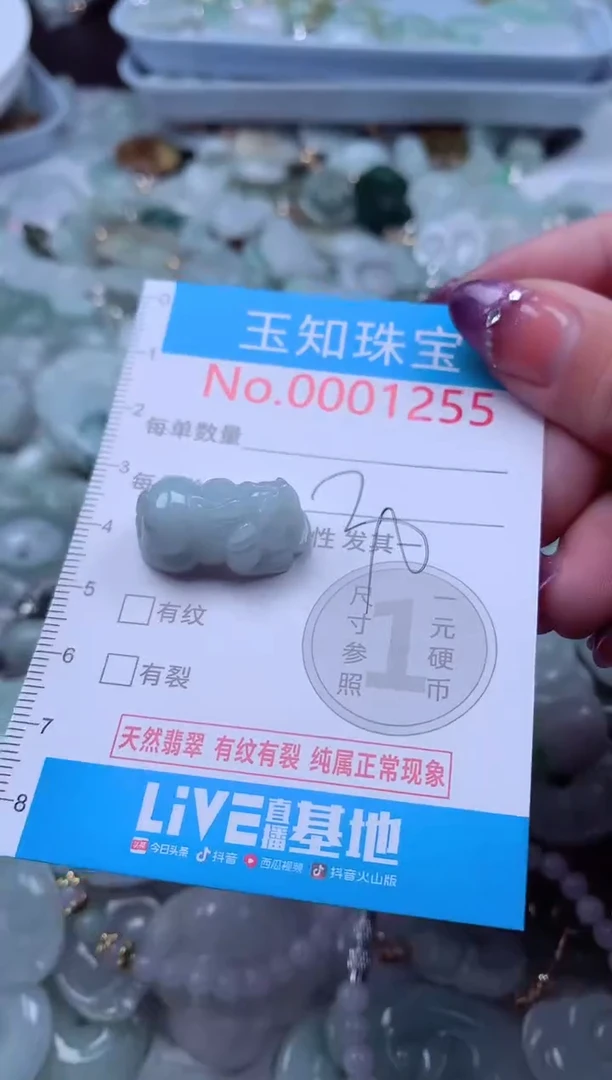 玉知珠宝
No.0001255
0
1
2
3
4
5
6
7
8
每单数量
每
性 发其一
有纹
有裂
1
尺寸参照
一元硬币
天然翡翠 有纹有裂 纯属正常现象
LiVE直播基地
头条 今日头条 抖音 西瓜视频 抖音火山版